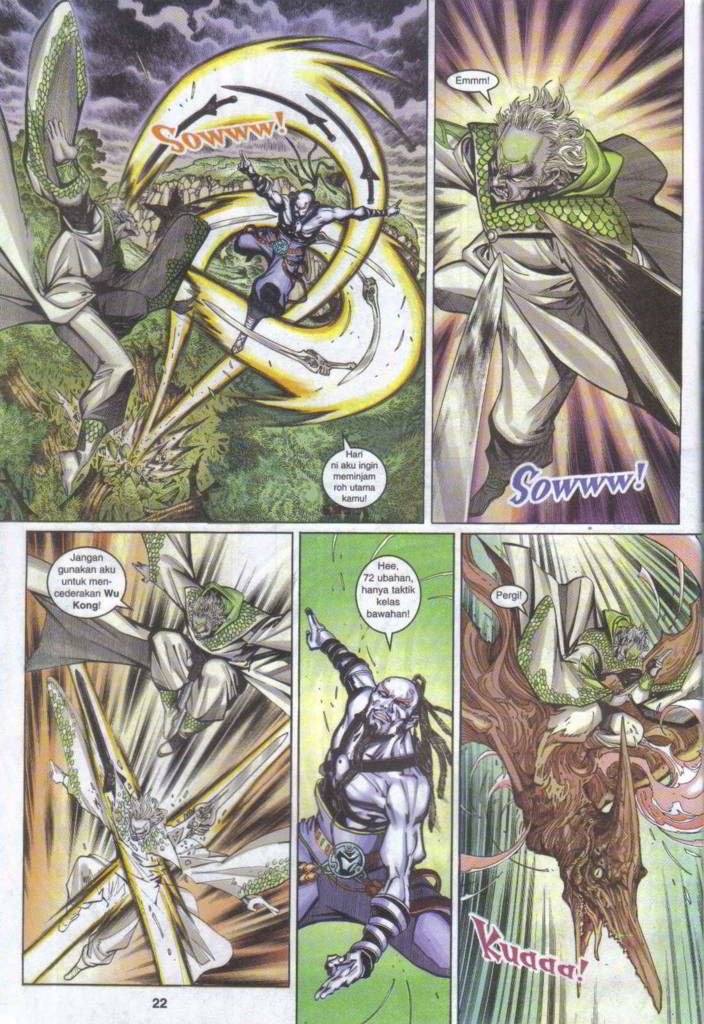 Sowww!
Hari
ni aku ingin
meminjam
roh utama
kamu!
Emmm!
Sowww!
Jangan
gunakan aku
untuk men-
cederakan Wu
Kong!
Hee,
72 ubahan,
hanya taktik
kelas
bawahan!
Pergi!
Kuaaa!
22